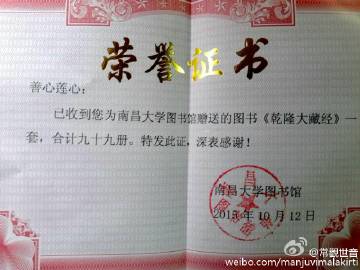 荣誉证书
善心莲心：
已收到您为南昌大学图书馆赠送的图书《乾隆大藏经》一
套，合计九十九册。特发此证，深表感谢！
南昌大学图书馆
2015年10月12日
@常觀世音
weibo.com/manjuvimalakirti